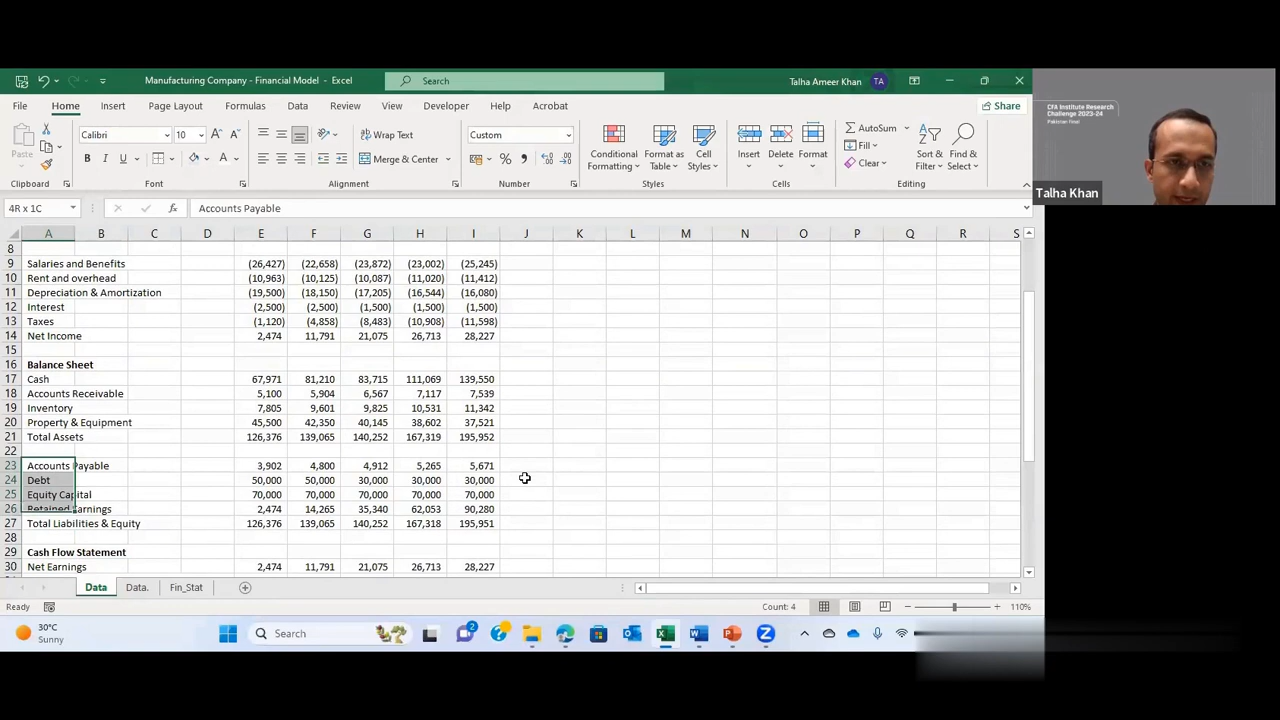 Manufacturing Company - Financial Model - Excel
Search
Talha Ameer Khan
TA
File Home Insert Page Layout Formulas Data Review View Developer Help Acrobat
Share
CFA Institute Research
Challenge 2023-24
Pakistan Final
Talha Khan
Paste
Calibri
10
Wrap Text
Merge & Center
Custom
Conditional
Formatting
Format as
Table
Cell
Styles
Insert
Delete
Format
AutoSum
Fill
Clear
Sort &
Filter
Find &
Select
Clipboard Font Alignment Number Styles Cells Editing
4R x 1C
fx
Accounts Payable
A B C D E F G H I J K L M N O P Q R S
8
9 Salaries and Benefits (26,427) (22,658) (23,872) (23,002) (25,245)
10 Rent and overhead (10,963) (10,125) (10,087) (11,020) (11,412)
11 Depreciation & Amortization (19,500) (18,150) (17,205) (16,544) (16,080)
12 Interest (2,500) (2,500) (1,500) (1,500) (1,500)
13 Taxes (1,120) (4,858) (8,483) (10,908) (11,598)
14 Net Income 2,474 11,791 21,075 26,713 28,227
15
16 Balance Sheet
17 Cash 67,971 81,210 83,715 111,069 139,550
18 Accounts Receivable 5,100 5,904 6,567 7,117 7,539
19 Inventory 7,805 9,601 9,825 10,531 11,342
20 Property & Equipment 45,500 42,350 40,145 38,602 37,521
21 Total Assets 126,376 139,065 140,252 167,319 195,952
22
23 Accounts Payable 3,902 4,800 4,912 5,265 5,671
24 Debt 50,000 50,000 30,000 30,000 30,000
25 Equity Capital 70,000 70,000 70,000 70,000 70,000
26 Retained Earnings 2,474 14,265 35,340 62,053 90,280
27 Total Liabilities & Equity 126,376 139,065 140,252 167,318 195,951
28
29 Cash Flow Statement
30 Net Earnings 2,474 11,791 21,075 26,713 28,227
Data Data. Fin_Stat
Ready
Count: 4
110%
30°C
Sunny
Search
2